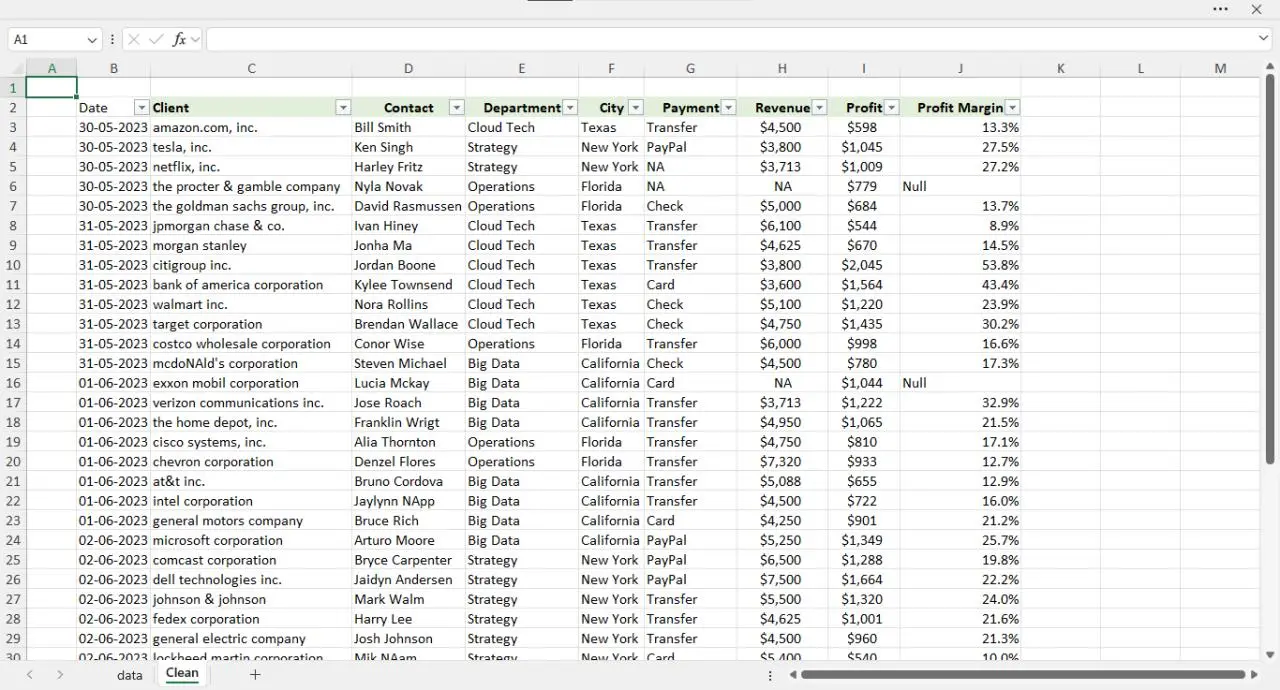 A1 fx
A B C D E F G H I J K L M
1
2 Date Client Contact Department City Payment Revenue Profit Profit Margin
3 30-05-2023 amazon.com, inc. Bill Smith Cloud Tech Texas Transfer $4,500 $598 13.3%
4 30-05-2023 tesla, inc. Ken Singh Strategy New York PayPal $3,800 $1,045 27.5%
5 30-05-2023 netflix, inc. Harley Fritz Strategy New York NA $3,713 $1,009 27.2%
6 30-05-2023 the procter & gamble company Nyla Novak Operations Florida NA NA $779 Null
7 30-05-2023 the goldman sachs group, inc. David Rasmussen Operations Florida Check $5,000 $684 13.7%
8 31-05-2023 jpmorgan chase & co. Ivan Hiney Cloud Tech Texas Transfer $6,100 $544 8.9%
9 31-05-2023 morgan stanley Jonha Ma Cloud Tech Texas Transfer $4,625 $670 14.5%
10 31-05-2023 citigroup inc. Jordan Boone Cloud Tech Texas Transfer $3,800 $2,045 53.8%
11 31-05-2023 bank of america corporation Kylee Townsend Cloud Tech Texas Card $3,600 $1,564 43.4%
12 31-05-2023 walmart inc. Nora Rollins Cloud Tech Texas Check $5,100 $1,220 23.9%
13 31-05-2023 target corporation Brendan Wallace Cloud Tech Texas Check $4,750 $1,435 30.2%
14 31-05-2023 costco wholesale corporation Conor Wise Operations Florida Transfer $6,000 $998 16.6%
15 31-05-2023 mcdoNAld's corporation Steven Michael Big Data California Check $4,500 $780 17.3%
16 01-06-2023 exxon mobil corporation Lucia Mckay Big Data California Card NA $1,044 Null
17 01-06-2023 verizon communications inc. Jose Roach Big Data California Transfer $3,713 $1,222 32.9%
18 01-06-2023 the home depot, inc. Franklin Wrigt Big Data California Transfer $4,950 $1,065 21.5%
19 01-06-2023 cisco systems, inc. Alia Thornton Operations Florida Transfer $4,750 $810 17.1%
20 01-06-2023 chevron corporation Denzel Flores Operations Florida Transfer $7,320 $933 12.7%
21 01-06-2023 at&t inc. Bruno Cordova Big Data California Transfer $5,088 $655 12.9%
22 01-06-2023 intel corporation Jaylynn NApp Big Data California Transfer $4,500 $722 16.0%
23 01-06-2023 general motors company Bruce Rich Big Data California Card $4,250 $901 21.2%
24 02-06-2023 microsoft corporation Arturo Moore Big Data California PayPal $5,250 $1,349 25.7%
25 02-06-2023 comcast corporation Bryce Carpenter Strategy New York PayPal $6,500 $1,288 19.8%
26 02-06-2023 dell technologies inc. Jaidyn Andersen Strategy New York PayPal $7,500 $1,664 22.2%
27 02-06-2023 johnson & johnson Mark Walm Strategy New York Transfer $5,500 $1,320 24.0%
28 02-06-2023 fedex corporation Harry Lee Strategy New York Transfer $4,625 $1,001 21.6%
29 02-06-2023 general electric company Josh Johnson Strategy New York Transfer $4,500 $960 21.3%
30 02-06-2023 lockheed martin corporation Mik NAam Strategy New York Card $5,400 $540 10.0%
data Clean